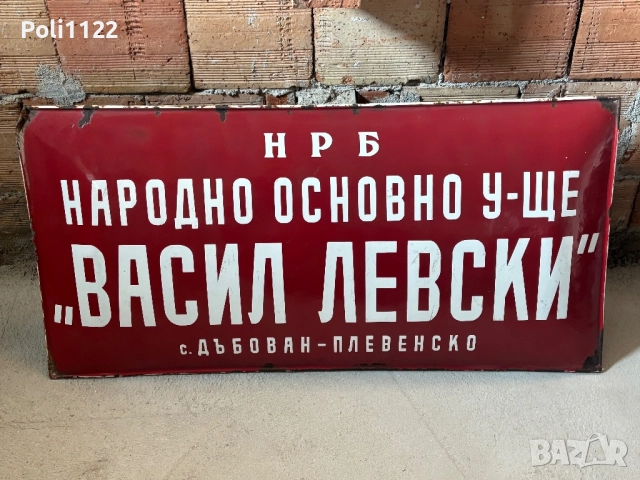 Poli1122
НРБ
НАРОДНО ОСНОВНО У-ЩЕ
„ВАСИЛ ЛЕВСКИ“
с. ДЪБОВАН-ПЛЕВЕНСКО
BAZAR